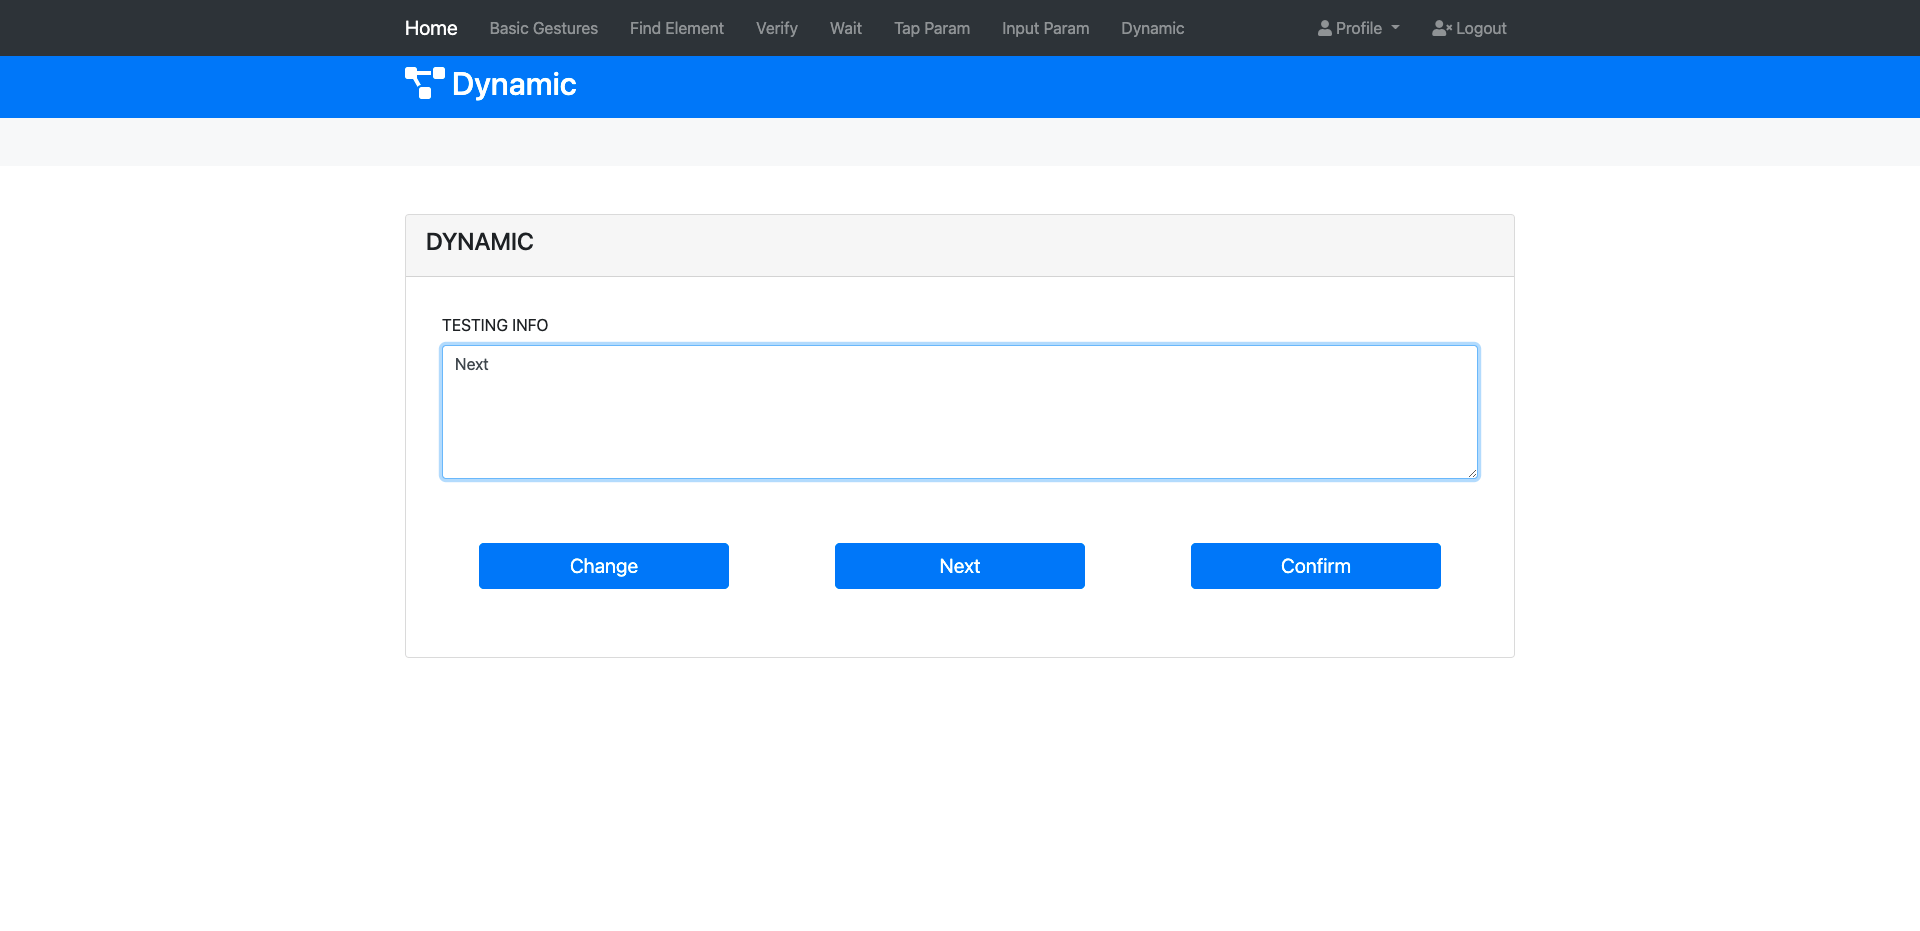 Home Basic Gestures Find Element Verify Wait Tap Param Input Param Dynamic Profile Logout
Dynamic
DYNAMIC
TESTING INFO
Next
Change Next Confirm